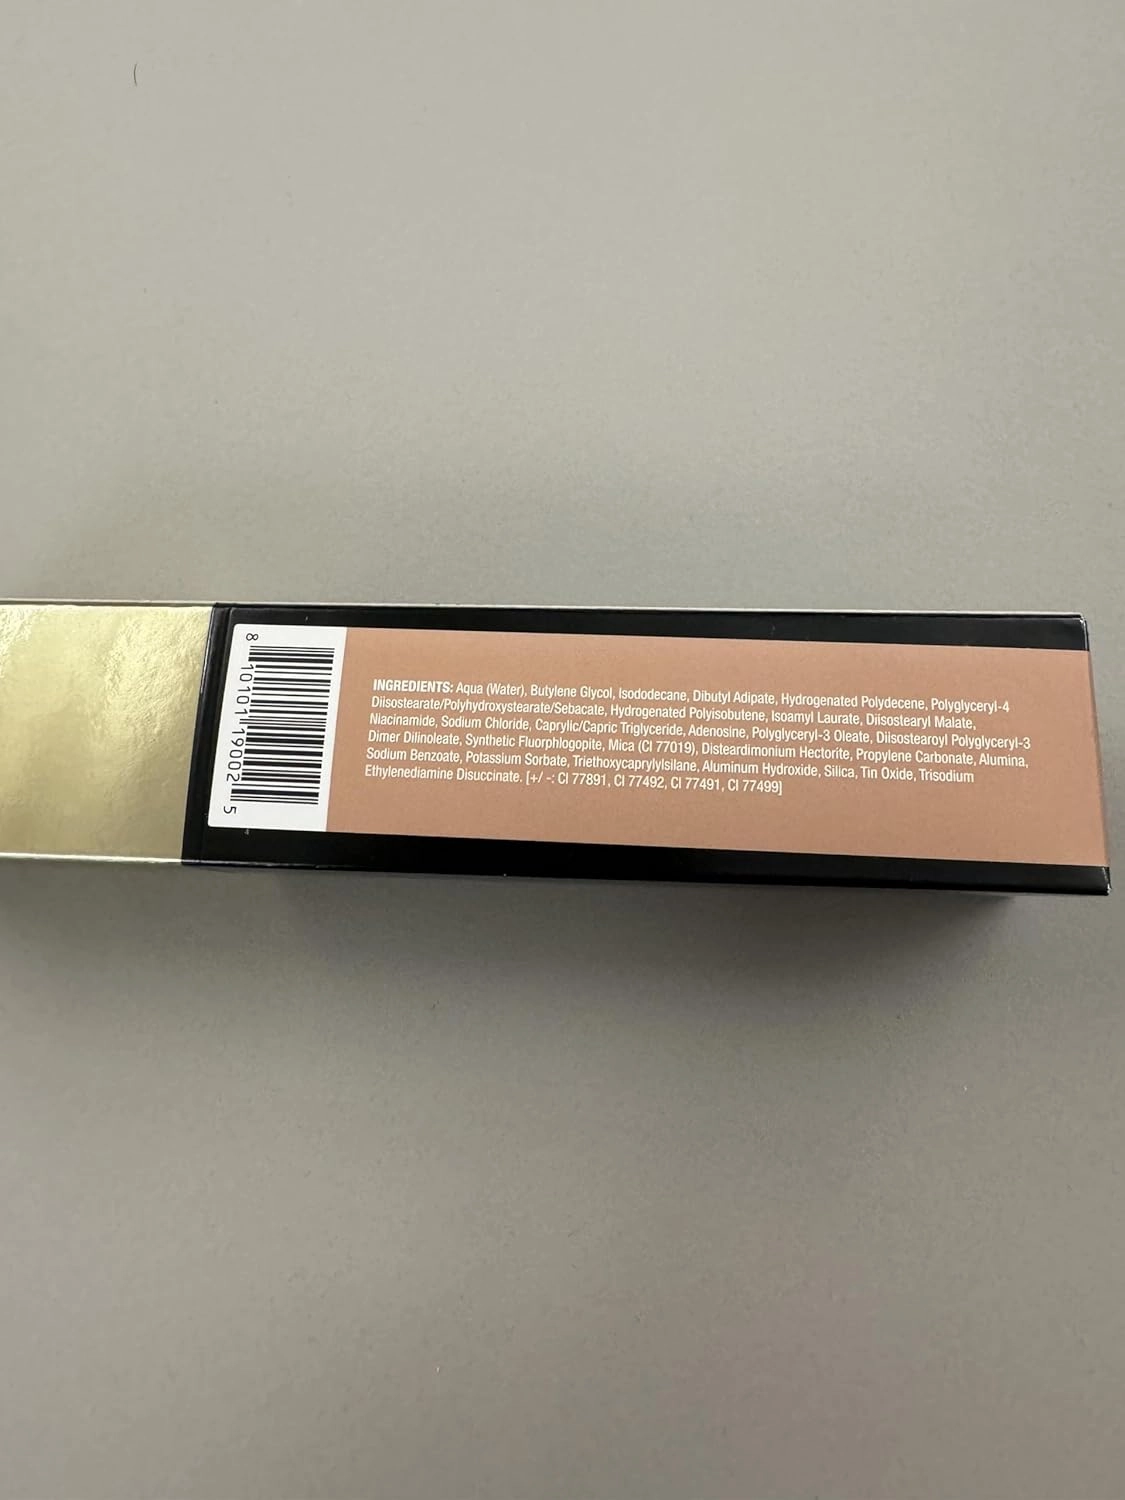 8 10101 19002 5
INGREDIENTS: Aqua (Water), Butylene Glycol, Isododecane, Dibutyl Adipate, Hydrogenated Polydecene, Polyglyceryl-4
Diisostearate/Polyhydroxystearate/Sebacate, Hydrogenated Polyisobutene, Isoamyl Laurate, Diisostearyl Malate,
Niacinamide, Sodium Chloride, Caprylic/Capric Triglyceride, Adenosine, Polyglyceryl-3 Oleate, Diisostearoyl Polyglyceryl-3
Dimer Dilinoleate, Synthetic Fluorphlogopite, Mica (CI 77019), Disteardimonium Hectorite, Propylene Carbonate, Alumina,
Sodium Benzoate, Potassium Sorbate, Triethoxycaprylylsilane, Aluminum Hydroxide, Silica, Tin Oxide, Trisodium
Ethylenediamine Disuccinate. [+/ -: CI 77891, CI 77492, CI 77491, CI 77499]